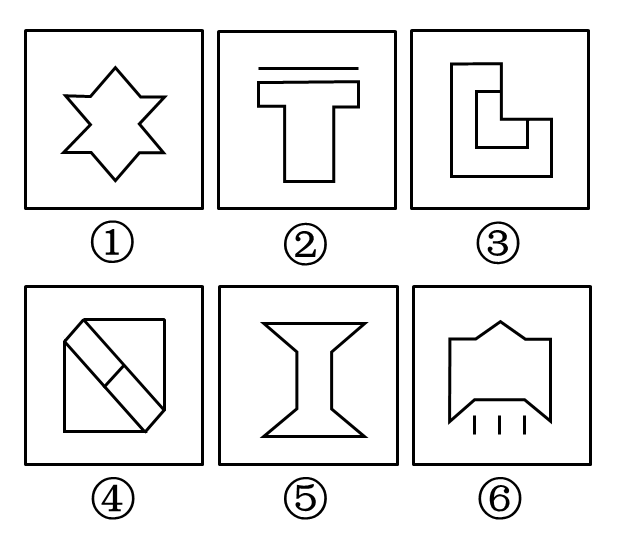 ① ② ③
④ ⑤ ⑥